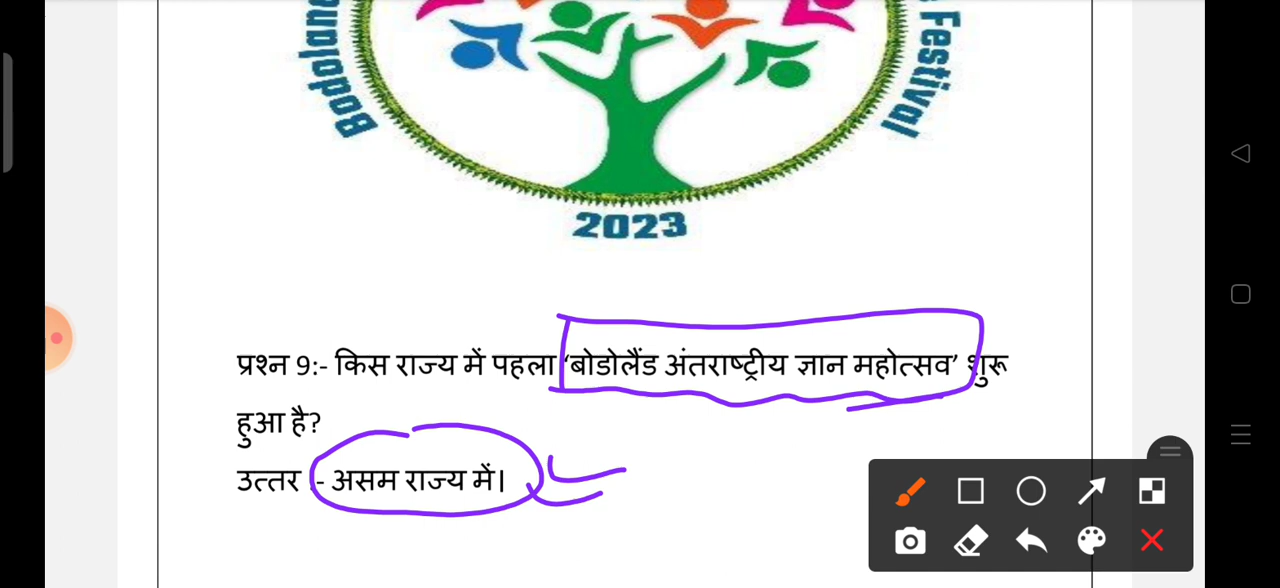 Bodoland
Festival
2023
प्रश्न 9:- किस राज्य में पहला 'बोडोलैंड अंतराष्ट्रीय ज्ञान महोत्सव' शुरू
हुआ है?
उत्तर :- असम राज्य में।